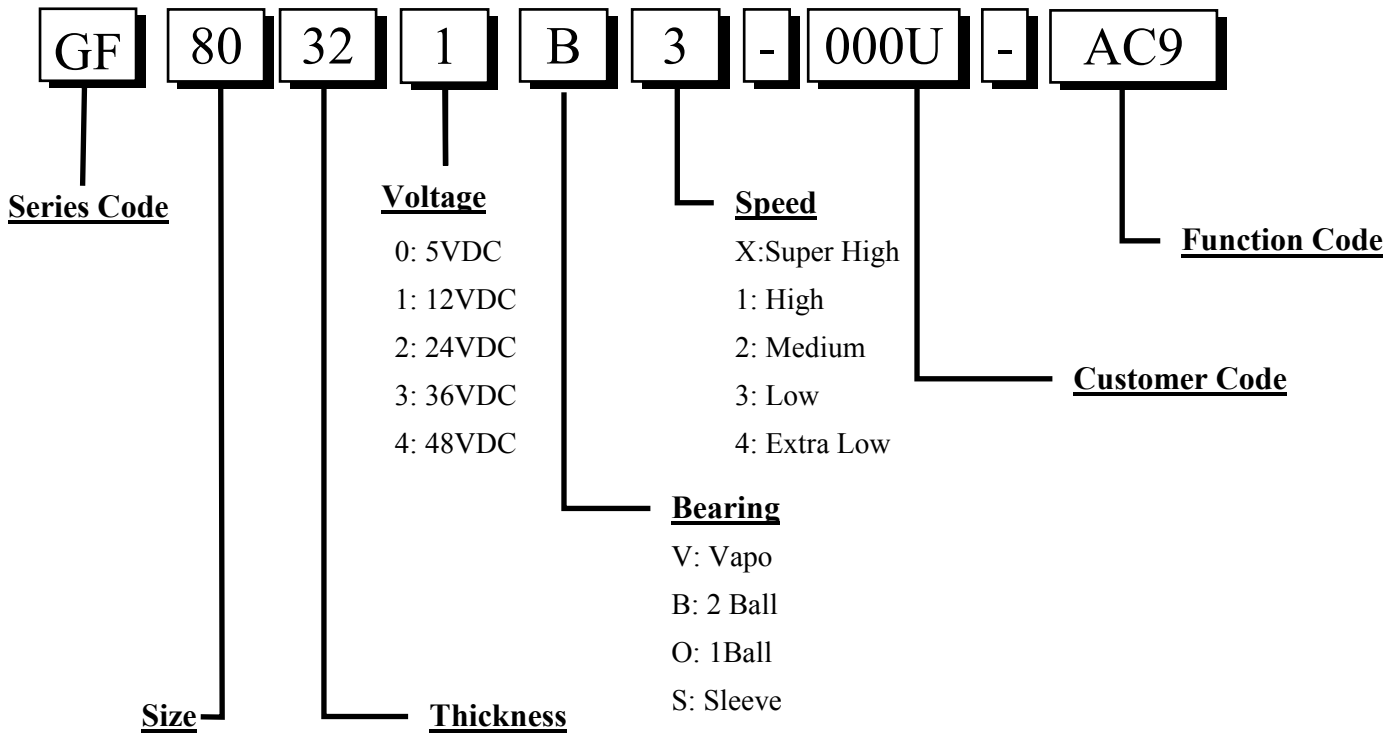 GF 80 32 1 B 3 - 000U - AC9
Series Code
Voltage
0: 5VDC
1: 12VDC
2: 24VDC
3: 36VDC
4: 48VDC
Speed
X:Super High
1: High
2: Medium
3: Low
4: Extra Low
Function Code
Customer Code
Bearing
V: Vapo
B: 2 Ball
O: 1Ball
S: Sleeve
Size
Thickness